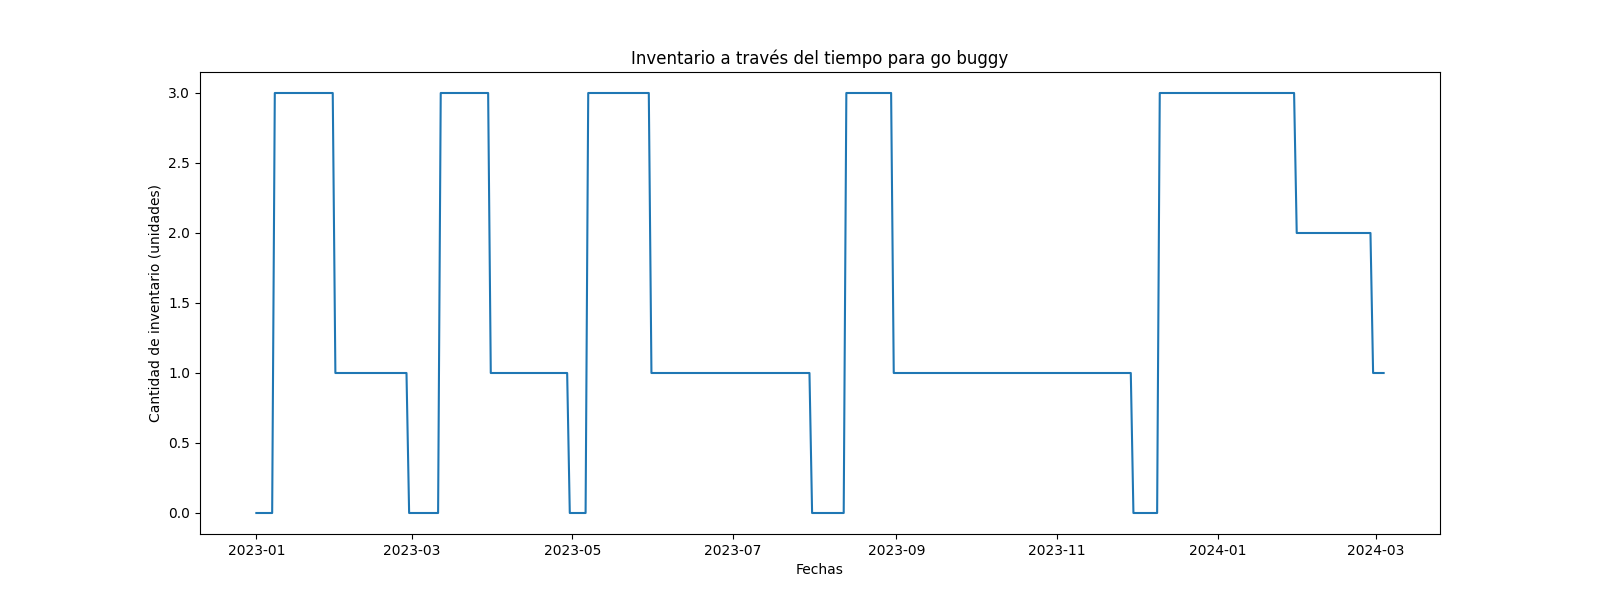 Inventario a través del tiempo para go buggy
Cantidad de inventario (unidades)
3.0
2.5
2.0
1.5
1.0
0.5
0.0
2023-01 2023-03 2023-05 2023-07 2023-09 2023-11 2024-01 2024-03
Fechas